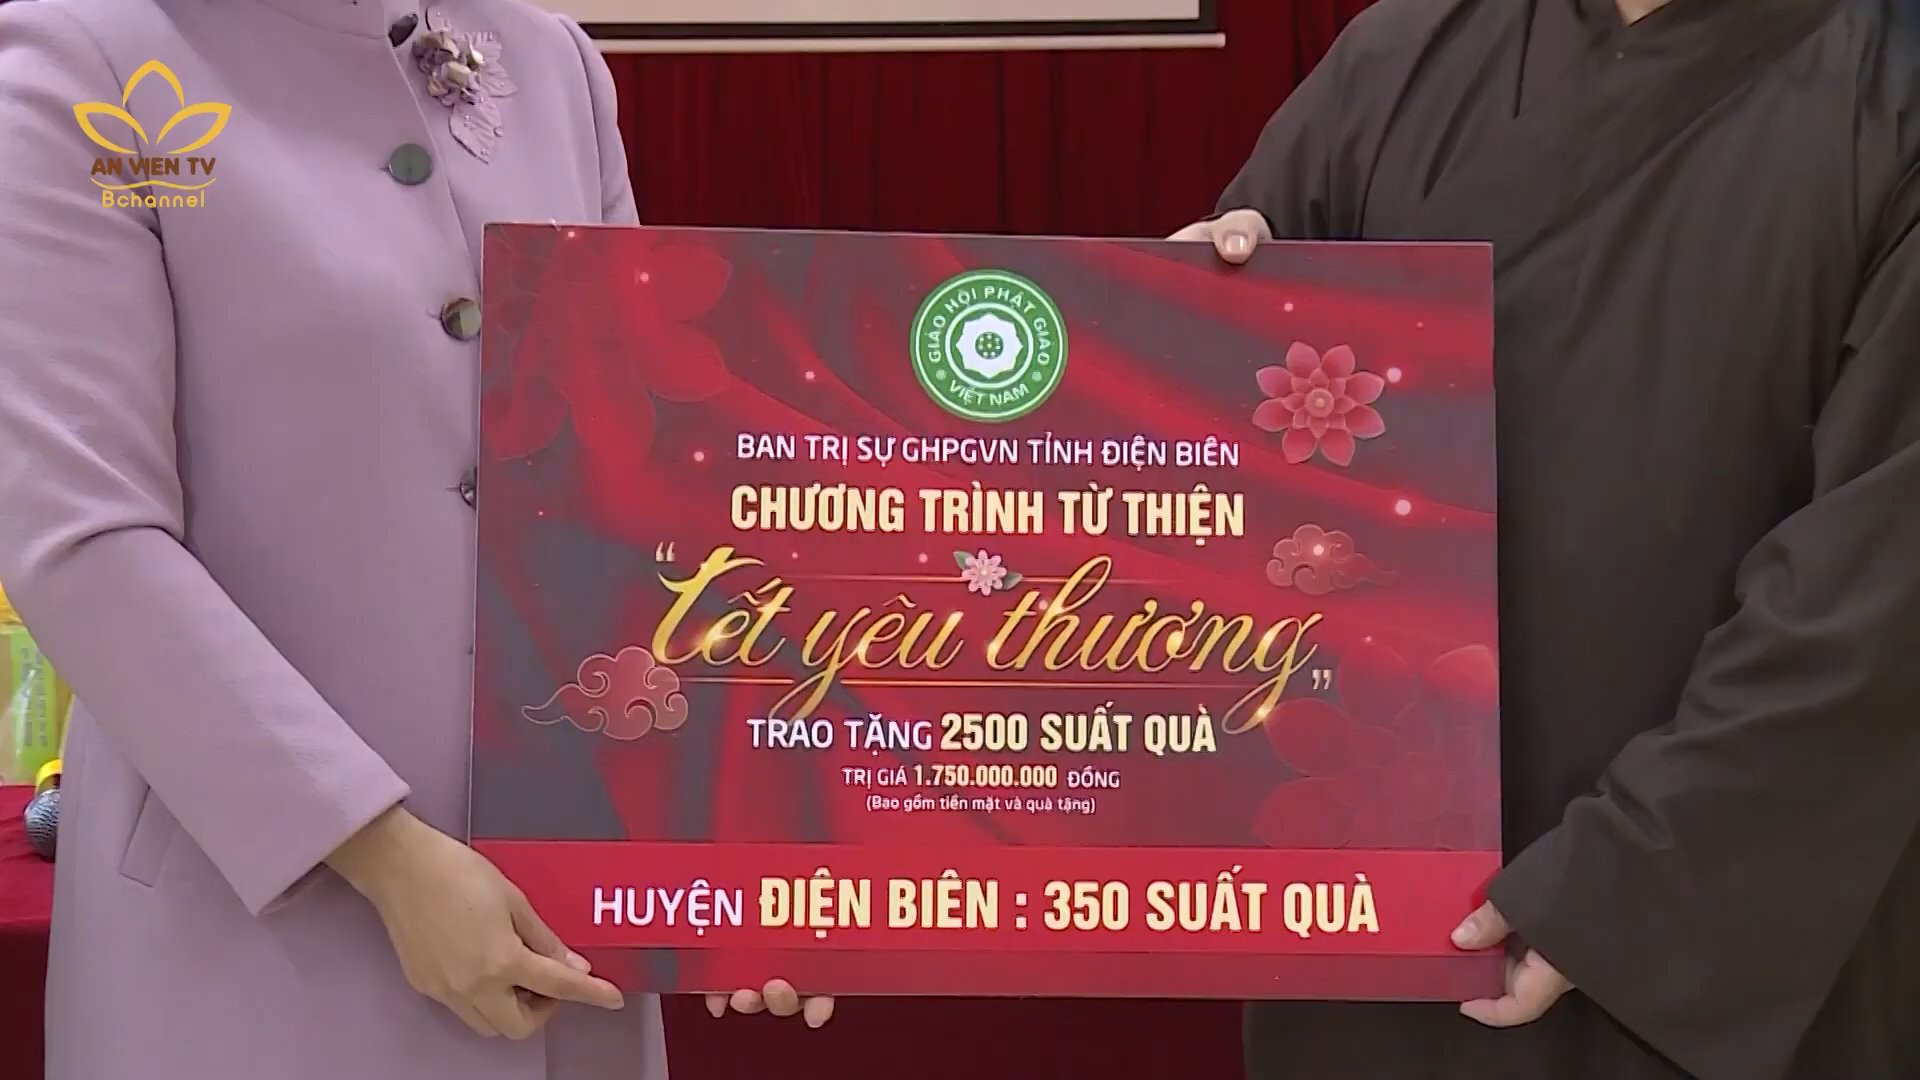 AN VIEN TV
Bchannel
GIÁO HỘI PHẬT GIÁO
VIỆT NAM
BAN TRỊ SỰ GHPGVN TỈNH ĐIỆN BIÊN
CHƯƠNG TRÌNH TỪ THIỆN
“tết yêu thương”
TRAO TẶNG 2500 SUẤT QUÀ
TRỊ GIÁ 1.750.000.000 ĐỒNG
(Bao gồm tiền mặt và quà tặng)
HUYỆN ĐIỆN BIÊN : 350 SUẤT QUÀ